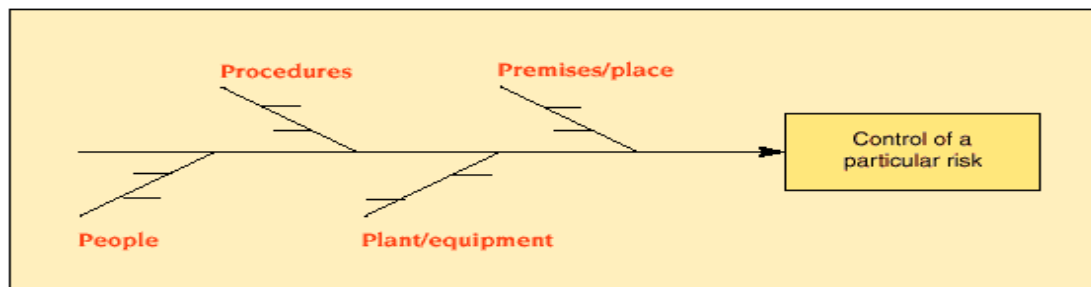 Procedures
Premises/place
Control of a
particular risk
People
Plant/equipment